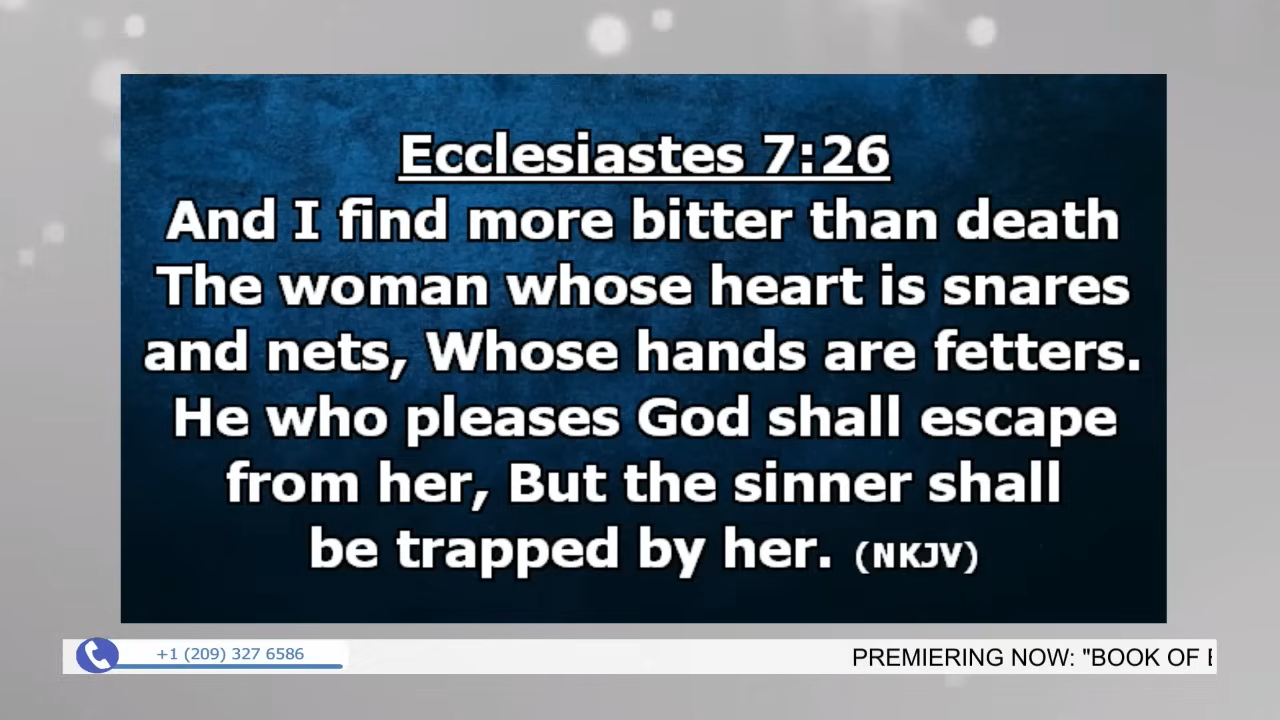 Ecclesiastes 7:26
And I find more bitter than death
The woman whose heart is snares
and nets, Whose hands are fetters.
He who pleases God shall escape
from her, But the sinner shall
be trapped by her. (NKJV)
+1 (209) 327 6586
PREMIERING NOW: "BOOK OF